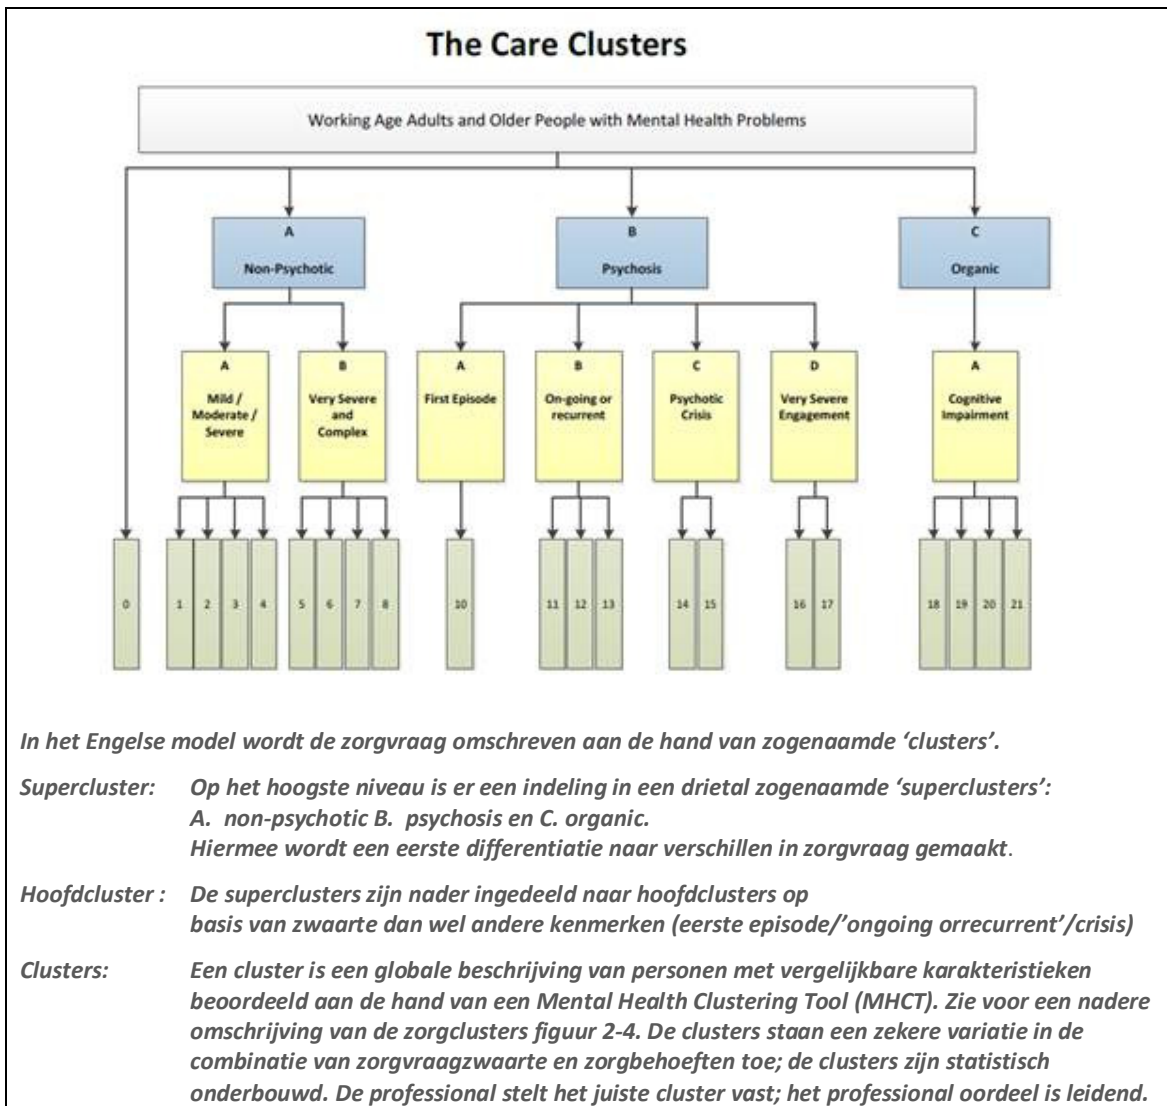 The Care Clusters
Working Age Adults and Older People with Mental Health Problems
A
Non-Psychotic
B
Psychosis
C
Organic
A
Mild /
Moderate /
Severe
B
Very Severe
and
Complex
A
First Episode
B
On-going or
recurrent
C
Psychotic
Crisis
D
Very Severe
Engagement
A
Cognitive
Impairment
0 1 2 3 4 5 6 7 8 10 11 12 13 14 15 16 17 18 19 20 21
In het Engelse model wordt de zorgvraag omschreven aan de hand van zogenaamde ‘clusters’.
Supercluster: Op het hoogste niveau is er een indeling in een drietal zogenaamde ‘superclusters’:
A. non-psychotic B. psychosis en C. organic.
Hiermee wordt een eerste differentiatie naar verschillen in zorgvraag gemaakt.
Hoofdcluster : De superclusters zijn nader ingedeeld naar hoofdclusters op
basis van zwaarte dan wel andere kenmerken (eerste episode/’ongoing orrecurrent’/crisis)
Clusters: Een cluster is een globale beschrijving van personen met vergelijkbare karakteristieken
beoordeeld aan de hand van een Mental Health Clustering Tool (MHCT). Zie voor een nadere
omschrijving van de zorgclusters figuur 2-4. De clusters staan een zekere variatie in de
combinatie van zorgvraagzwaarte en zorgbehoeften toe; de clusters zijn statistisch
onderbouwd. De professional stelt het juiste cluster vast; het professional oordeel is leidend.